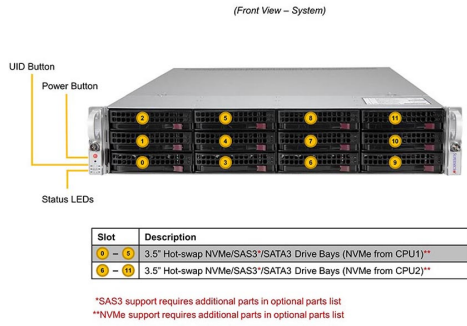 (Front View – System)
UID Button
Power Button
2 5 8 11
1 4 7 10
0 3 6 9
Status LEDs
Slot Description
0 – 5 3.5" Hot-swap NVMe/SAS3*/SATA3 Drive Bays (NVMe from CPU1)**
6 – 11 3.5" Hot-swap NVMe/SAS3*/SATA3 Drive Bays (NVMe from CPU2)**
*SAS3 support requires additional parts in optional parts list
**NVMe support requires additional parts in optional parts list